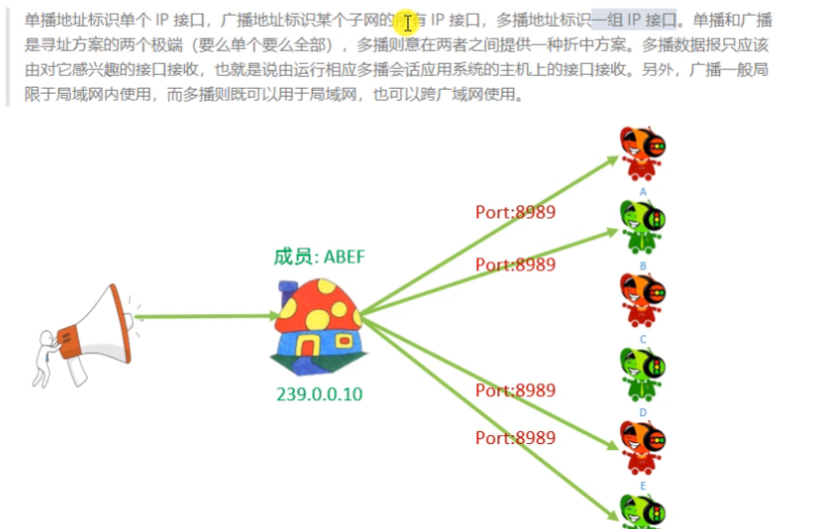 单播地址标识单个 IP 接口，广播地址标识某个子网的所有 IP 接口，多播地址标识一组 IP 接口。单播和广播
是寻址方案的两个极端（要么单个要么全部），多播则意在两者之间提供一种折中方案。多播数据报只应该
由对它感兴趣的接口接收，也就是说由运行相应多播会话应用系统的主机上的接口接收。另外，广播一般局
限于局域网内使用，而多播则既可以用于局域网，也可以跨广域网使用。
A
Port:8989
成员: ABEF
Port:8989
B
C
239.0.0.10
Port:8989
D
Port:8989
E